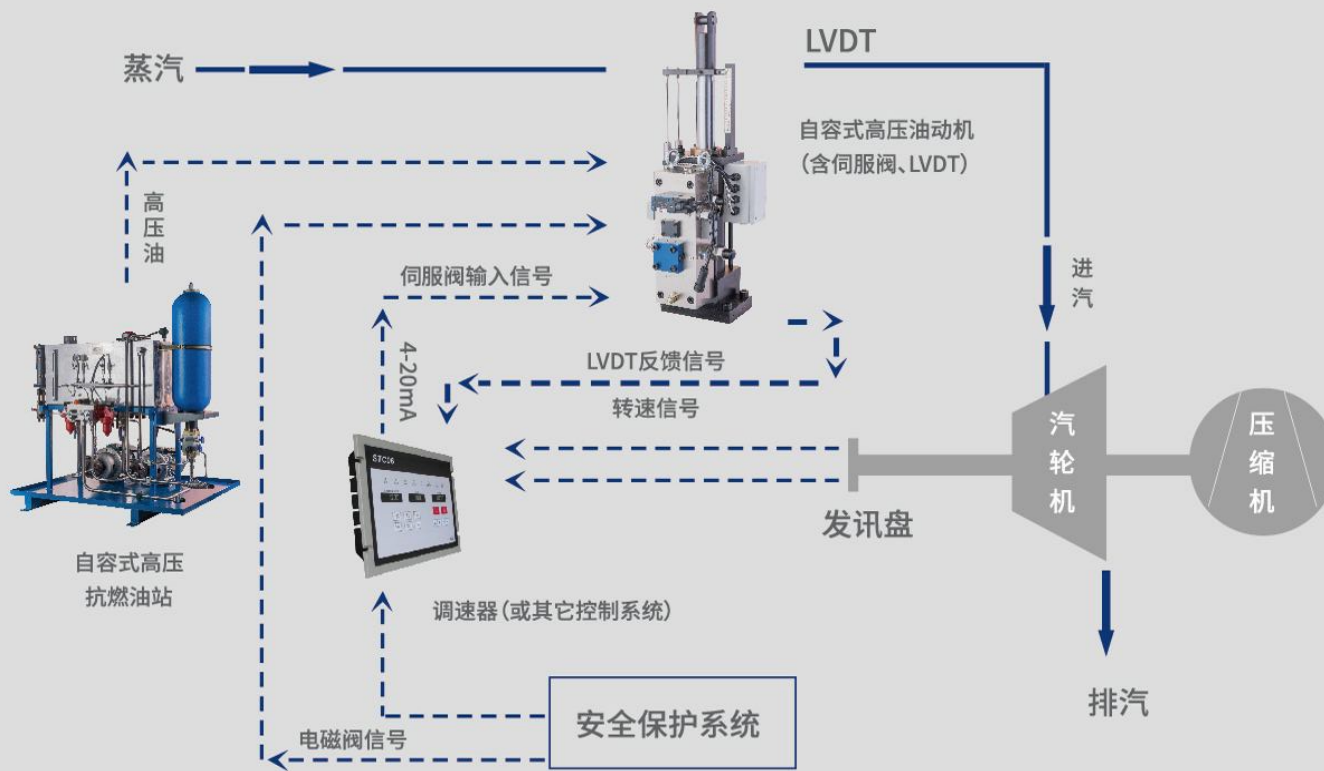 蒸汽
LVDT
自容式高压油动机
（含伺服阀、LVDT）
高压油
伺服阀输入信号
进汽
4-20mA
LVDT反馈信号
转速信号
汽轮机
压缩机
STC06
发讯盘
自容式高压
抗燃油站
调速器（或其它控制系统）
安全保护系统
排汽
电磁阀信号